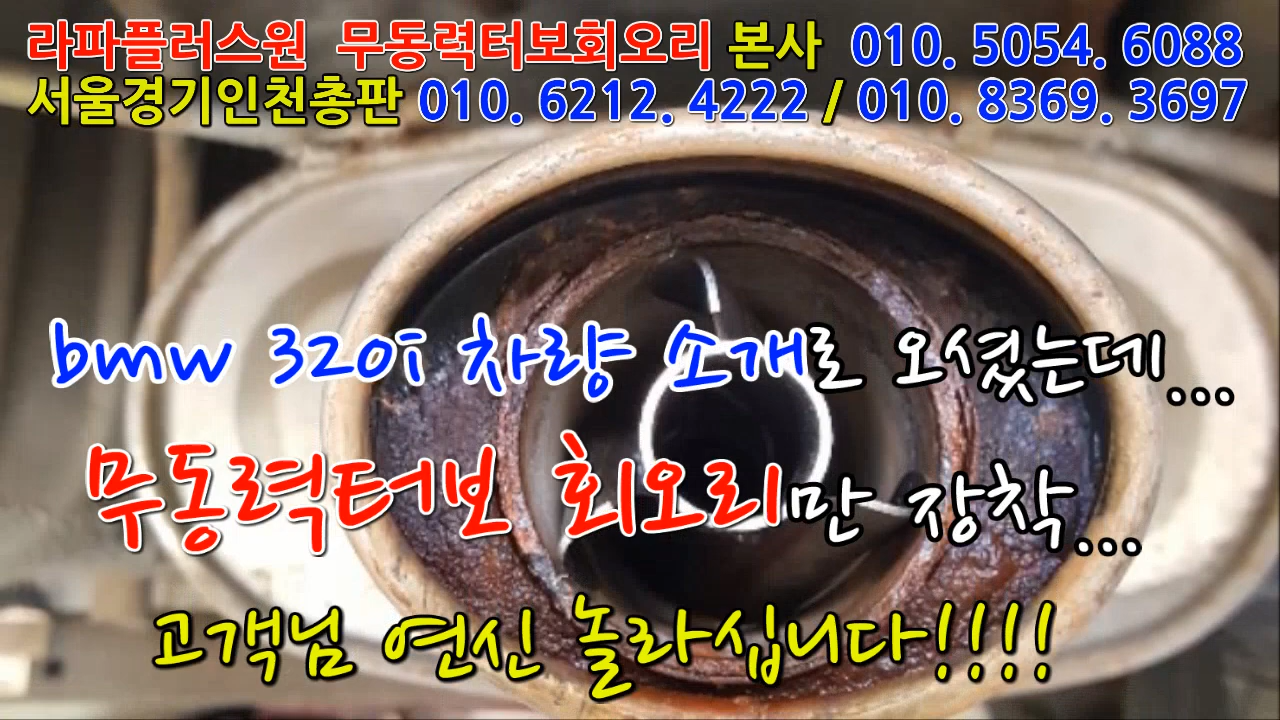 라파플러스원 무동력터보회오리 본사 010. 5054. 6088
서울경기인천총판 010. 6212. 4222 / 010. 8369. 3697
bmw 320i 차량 소개로 오셨는데...
무동력터보 회오리만 장착...
고객님 연신 놀라십니다!!!!